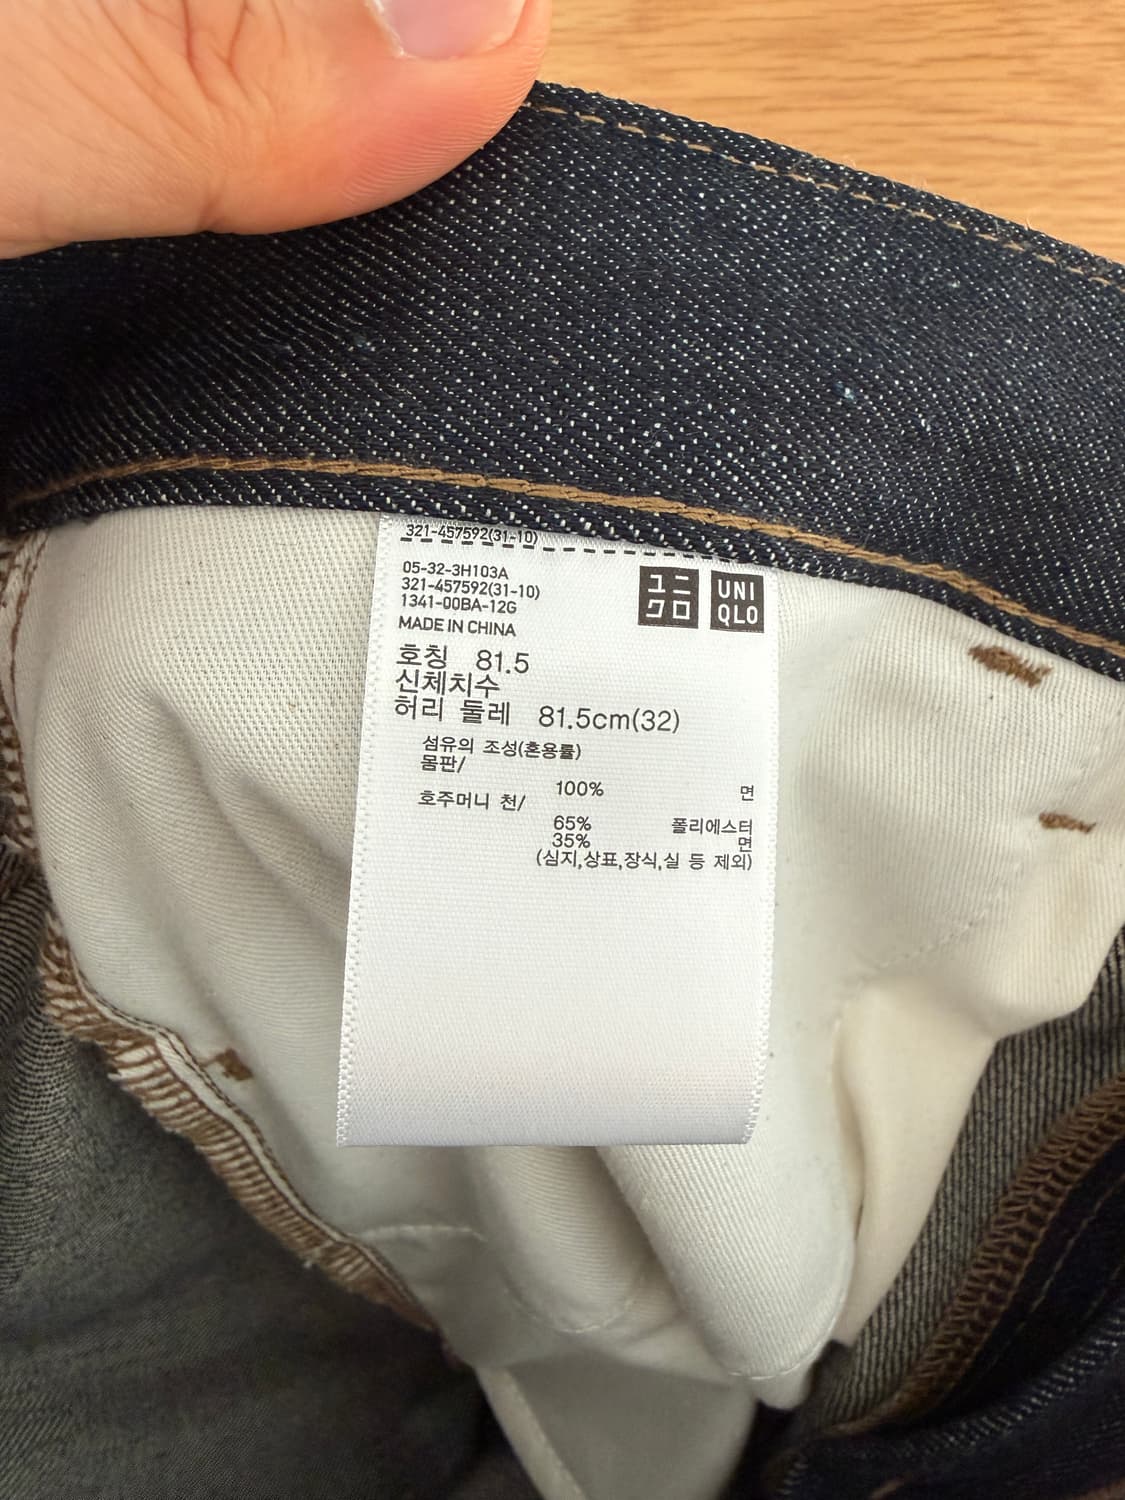 321-457592(31-10)
05-32-3H103A
321-457592(31-10)
1341-00BA-12G
MADE IN CHINA
ユニ
クロ
UNI
QLO
호칭 81.5
신체치수
허리 둘레 81.5cm(32)
섬유의 조성(혼용률)
몸판/
100% 면
호주머니 천/
65% 폴리에스터
35% 면
(심지,상표,장식,실 등 제외)